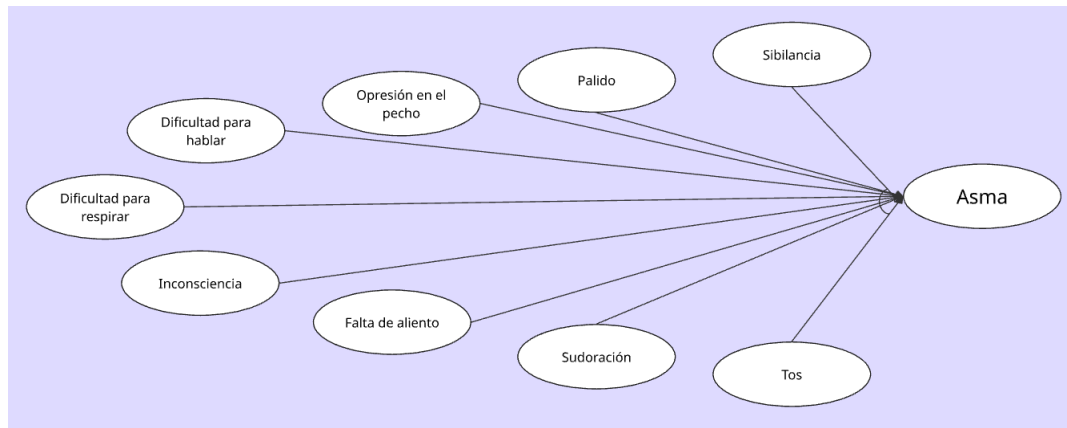 Sibilancia
Palido
Opresión en el
pecho
Dificultad para
hablar
Asma
Dificultad para
respirar
Inconsciencia
Falta de aliento
Sudoración
Tos